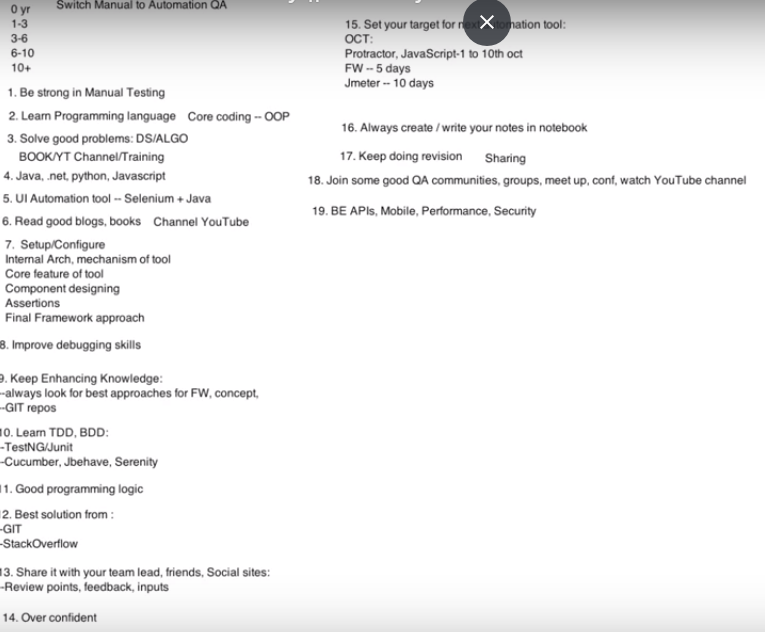 Switch Manual to Automation QA
0 yr
1-3
3-6
6-10
10+
1. Be strong in Manual Testing
2. Learn Programming language Core coding -- OOP
3. Solve good problems: DS/ALGO
BOOK/YT Channel/Training
4. Java, .net, python, Javascript
5. UI Automation tool -- Selenium + Java
6. Read good blogs, books Channel YouTube
7. Setup/Configure
Internal Arch, mechanism of tool
Core feature of tool
Component designing
Assertions
Final Framework approach
8. Improve debugging skills
9. Keep Enhancing Knowledge:
--always look for best approaches for FW, concept,
--GIT repos
10. Learn TDD, BDD:
-TestNG/Junit
-Cucumber, Jbehave, Serenity
11. Good programming logic
12. Best solution from :
-GIT
-StackOverflow
13. Share it with your team lead, friends, Social sites:
-Review points, feedback, inputs
14. Over confident
15. Set your target for tool:
OCT:
Protractor, JavaScript-1 to 10th oct
FW -- 5 days
Jmeter -- 10 days
16. Always create / write your notes in notebook
17. Keep doing revision Sharing
18. Join some good QA communities, groups, meet up, conf, watch YouTube channel
19. BE APIs, Mobile, Performance, Security